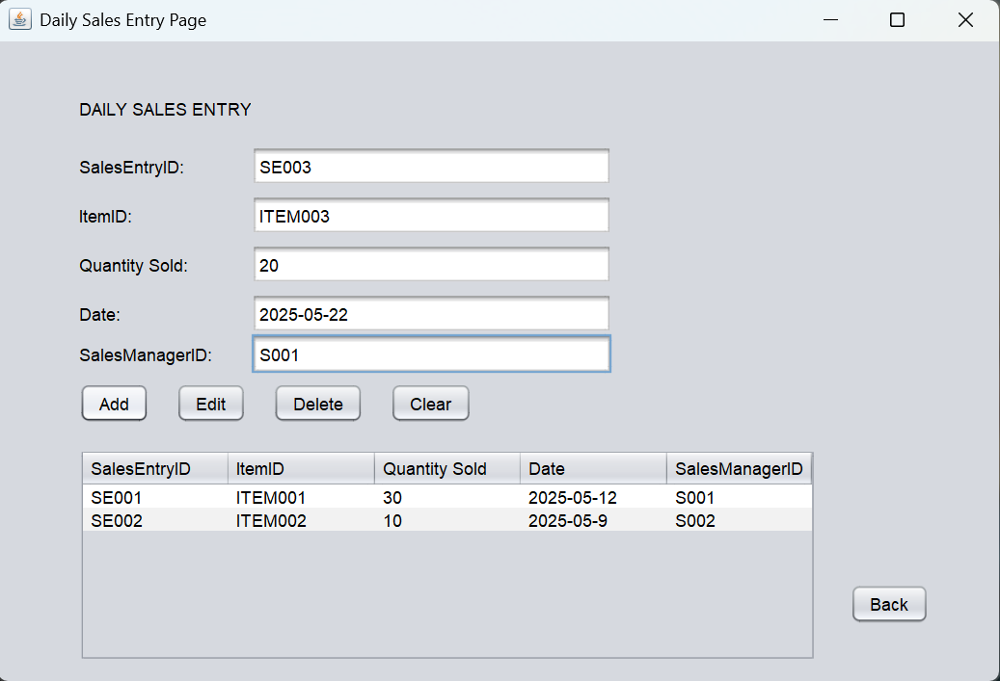 Daily Sales Entry Page
DAILY SALES ENTRY
SalesEntryID: SE003
ItemID: ITEM003
Quantity Sold: 20
Date: 2025-05-22
SalesManagerID: S001
Add Edit Delete Clear
SalesEntryID ItemID Quantity Sold Date SalesManagerID
SE001 ITEM001 30 2025-05-12 S001
SE002 ITEM002 10 2025-05-9 S002
Back